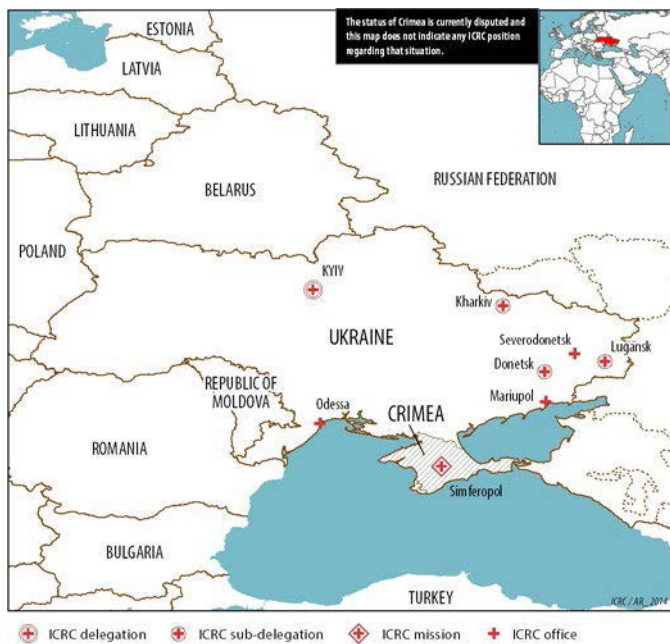 ESTONIA
The status of Crimea is currently disputed and
this map does not indicate any ICRC position
regarding that situation.
LATVIA
LITHUANIA
BELARUS
RUSSIAN FEDERATION
POLAND
KYIV
Kharkiv
UKRAINE
Severodonetsk
Lugansk
Donetsk
REPUBLIC OF
MOLDOVA
Mariupol
Odessa
CRIMEA
ROMANIA
Simferopol
BULGARIA
TURKEY
ICRC / AR_ 2014
ICRC delegation
ICRC sub-delegation
ICRC mission
ICRC office